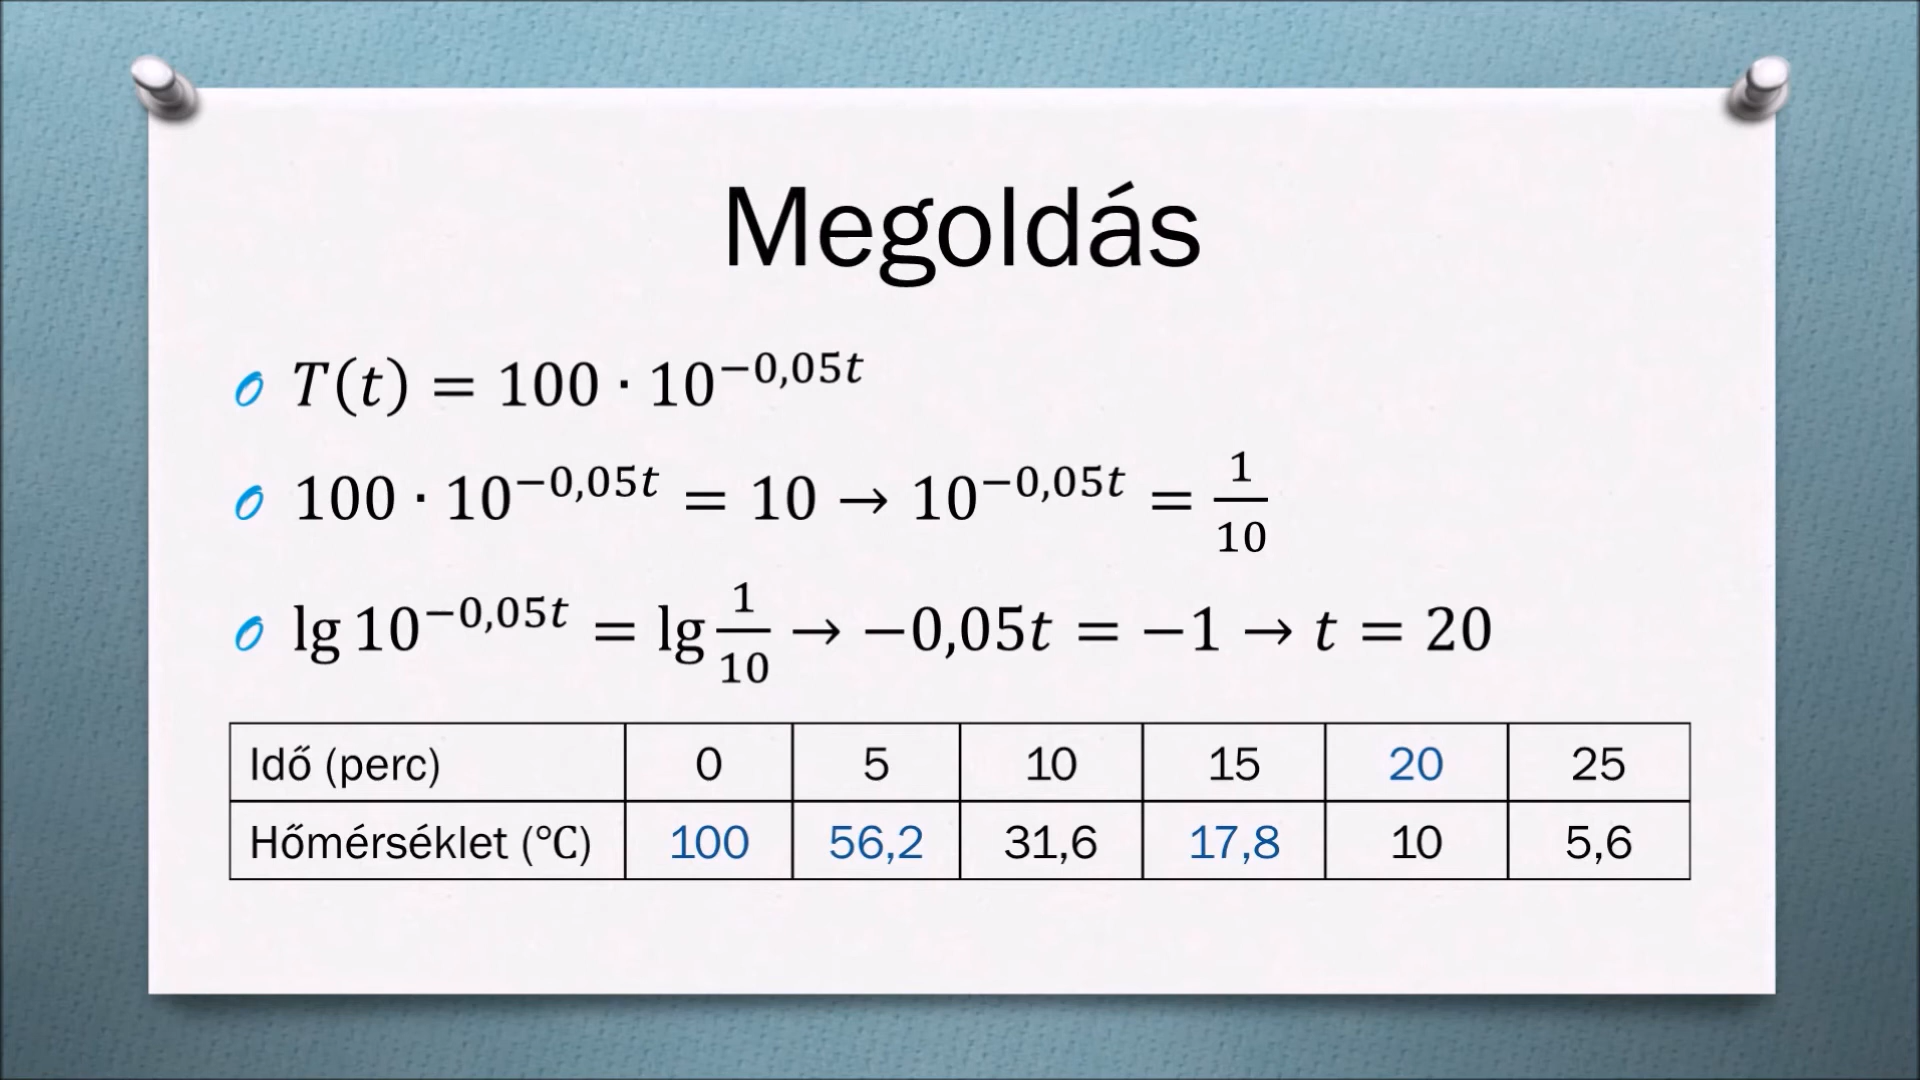 Megoldás
T(t) = 100 · 10^{−0,05t}
100 · 10^{−0,05t} = 10 → 10^{−0,05t} = 1/10
lg 10^{−0,05t} = lg 1/10 → −0,05t = −1 → t = 20
Idő (perc) 0 5 10 15 20 25
Hőmérséklet (°C) 100 56,2 31,6 17,8 10 5,6